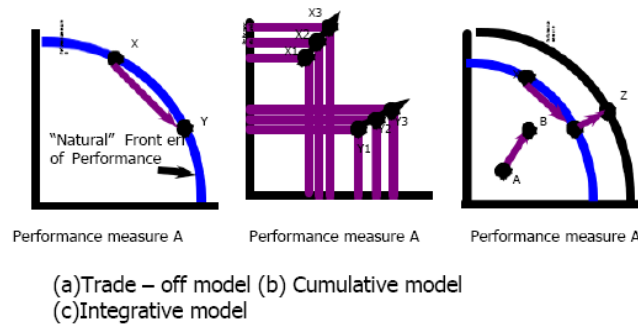 X
Y
"Natural" Front eri
of Performance
Performance measure A
X3
X2
X1
Y1
Y2
Y3
Performance measure A
Z
B
A
Performance measure A
(a)Trade – off model (b) Cumulative model
(c)Integrative model